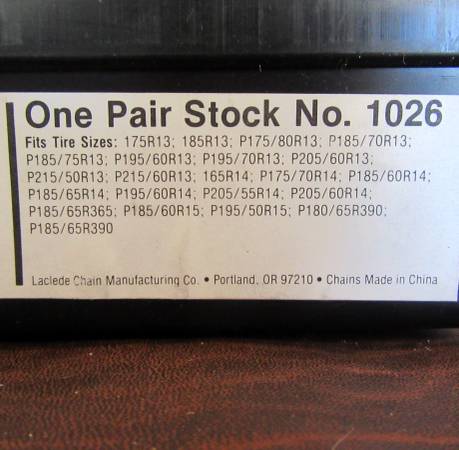 One Pair Stock No. 1026
Fits Tire Sizes: 175R13; 185R13; P175/80R13; P185/70R13;
P185/75R13; P195/60R13; P195/70R13; P205/60R13;
P215/50R13; P215/60R13; 165R14; P175/70R14; P185/60R14;
P185/65R14; P195/60R14; P205/55R14; P205/60R14;
P185/65R365; P185/60R15; P195/50R15; P180/65R390;
P185/65R390
Laclede Chain Manufacturing Co. • Portland, OR 97210 • Chains Made in China